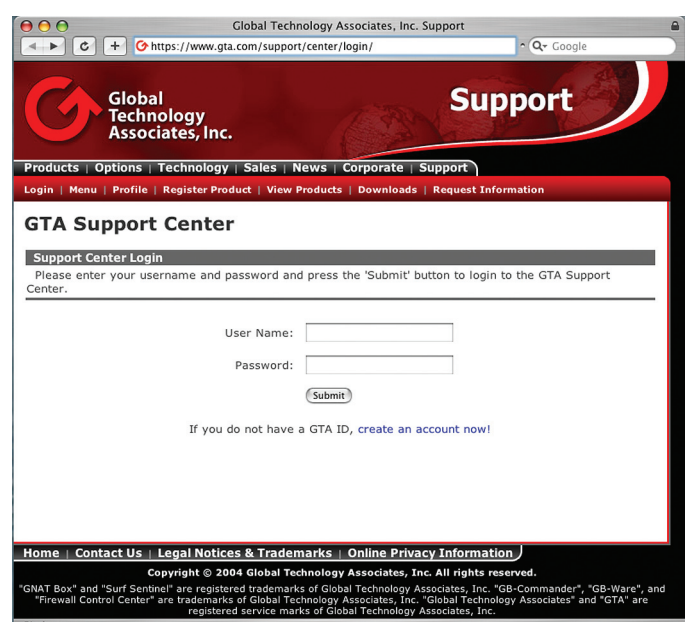 Global Technology Associates, Inc. Support
https://www.gta.com/support/center/login/
Google
Global
Technology
Associates, Inc.
Support
Products | Options | Technology | Sales | News | Corporate | Support
Login | Menu | Profile | Register Product | View Products | Downloads | Request Information
GTA Support Center
Support Center Login
Please enter your username and password and press the 'Submit' button to login to the GTA Support
Center.
User Name:
Password:
Submit
If you do not have a GTA ID, create an account now!
Home | Contact Us | Legal Notices & Trademarks | Online Privacy Information
Copyright © 2004 Global Technology Associates, Inc. All rights reserved.
"GNAT Box" and "Surf Sentinel" are registered trademarks of Global Technology Associates, Inc. "GB-Commander", "GB-Ware", and
"Firewall Control Center" are trademarks of Global Technology Associates, Inc. "Global Technology Associates" and "GTA" are
registered service marks of Global Technology Associates, Inc.